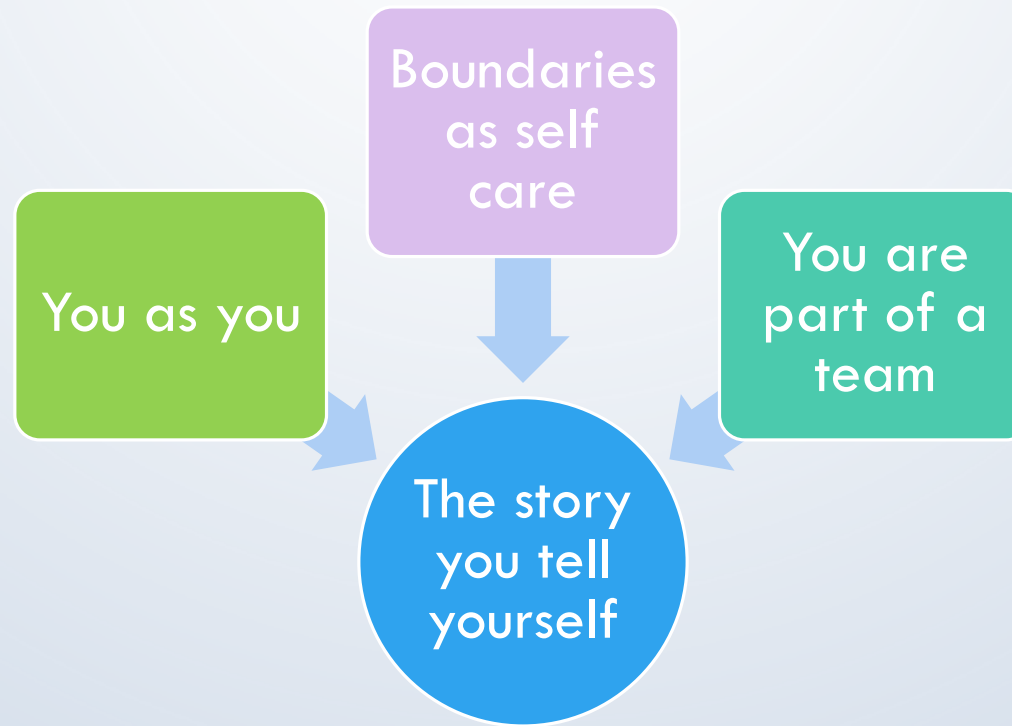 Boundaries
as self
care
You as you
You are
part of a
team
The story
you tell
yourself